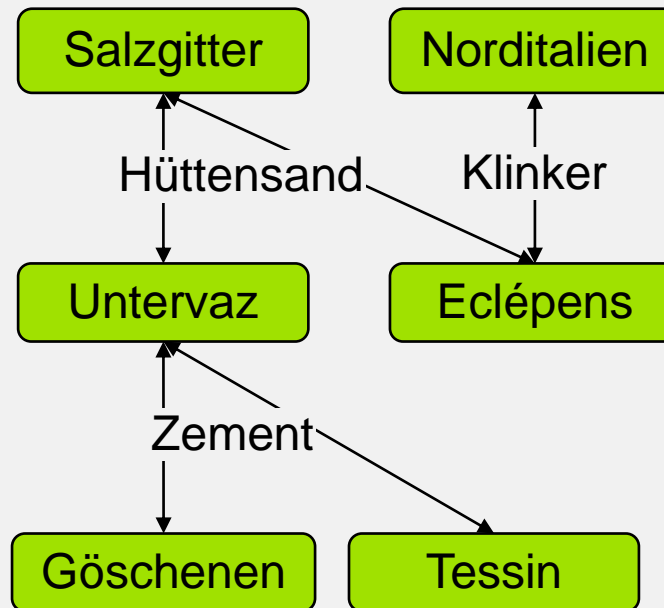 Salzgitter
Norditalien
Hüttensand
Klinker
Untervaz
Eclépens
Zement
Göschenen
Tessin